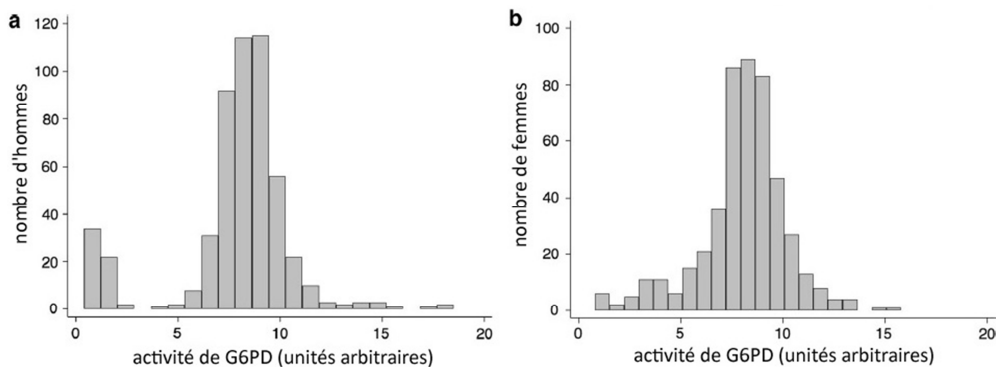 a
120
100
80
60
40
20
0
nombre d'hommes
0 5 10 15 20
activité de G6PD (unités arbitraires)
b
100
80
60
40
20
0
nombre de femmes
0 5 10 15 20
activité de G6PD (unités arbitraires)